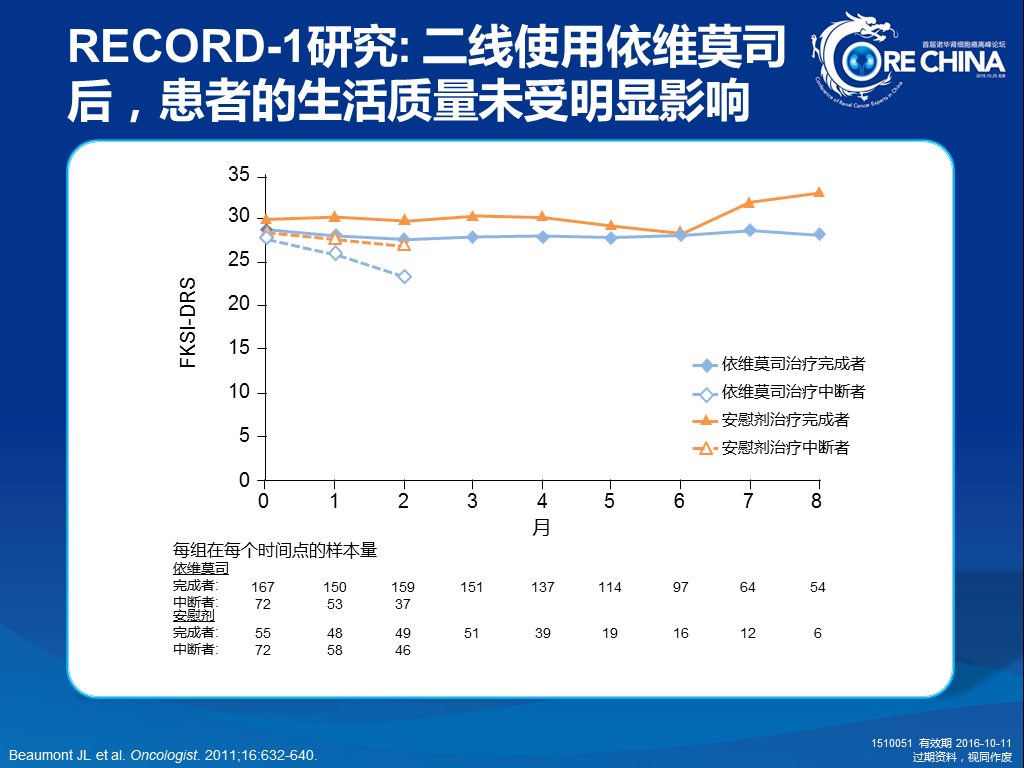 RECORD-1研究: 二线使用依维莫司
后，患者的生活质量未受明显影响
首届诺华肾细胞癌高峰论坛
ORE CHINA
2015.10.25 北京
Conference of Renal Cancer Experts in China
35
30
25
20
15
10
5
0
FKSI-DRS
0 1 2 3 4 5 6 7 8
月
依维莫司治疗完成者
依维莫司治疗中断者
安慰剂治疗完成者
安慰剂治疗中断者
每组在每个时间点的样本量
依维莫司
完成者: 167 150 159 151 137 114 97 64 54
中断者: 72 53 37
安慰剂
完成者: 55 48 49 51 39 19 16 12 6
中断者: 72 58 46
Beaumont JL et al. Oncologist. 2011;16:632-640.
1510051 有效期 2016-10-11
过期资料，视同作废